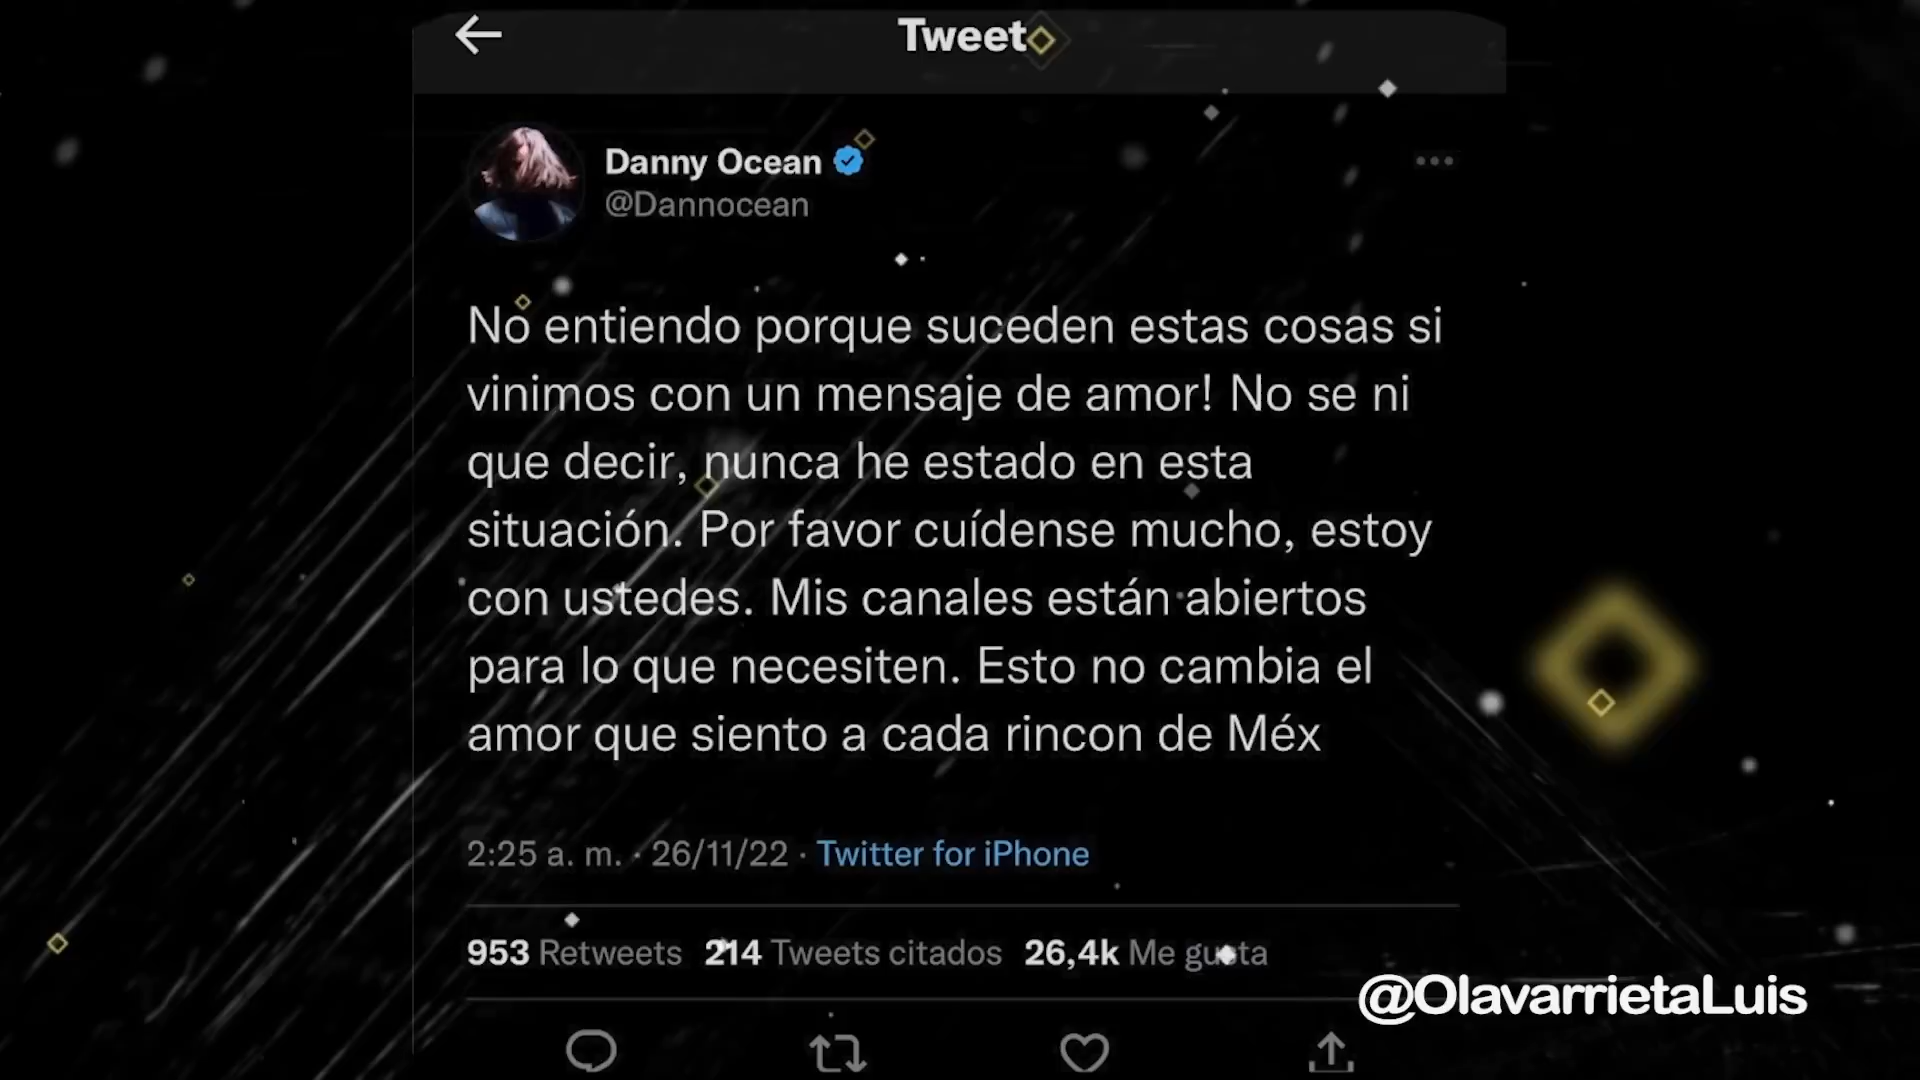 Tweet
Danny Ocean
@Dannocean
No entiendo porque suceden estas cosas si
vinimos con un mensaje de amor! No se ni
que decir, nunca he estado en esta
situación. Por favor cuídense mucho, estoy
con ustedes. Mis canales están abiertos
para lo que necesiten. Esto no cambia el
amor que siento a cada rincon de Méx
2:25 a. m. · 26/11/22 · Twitter for iPhone
953 Retweets 214 Tweets citados 26,4k Me gusta
@OlavarrietaLuis